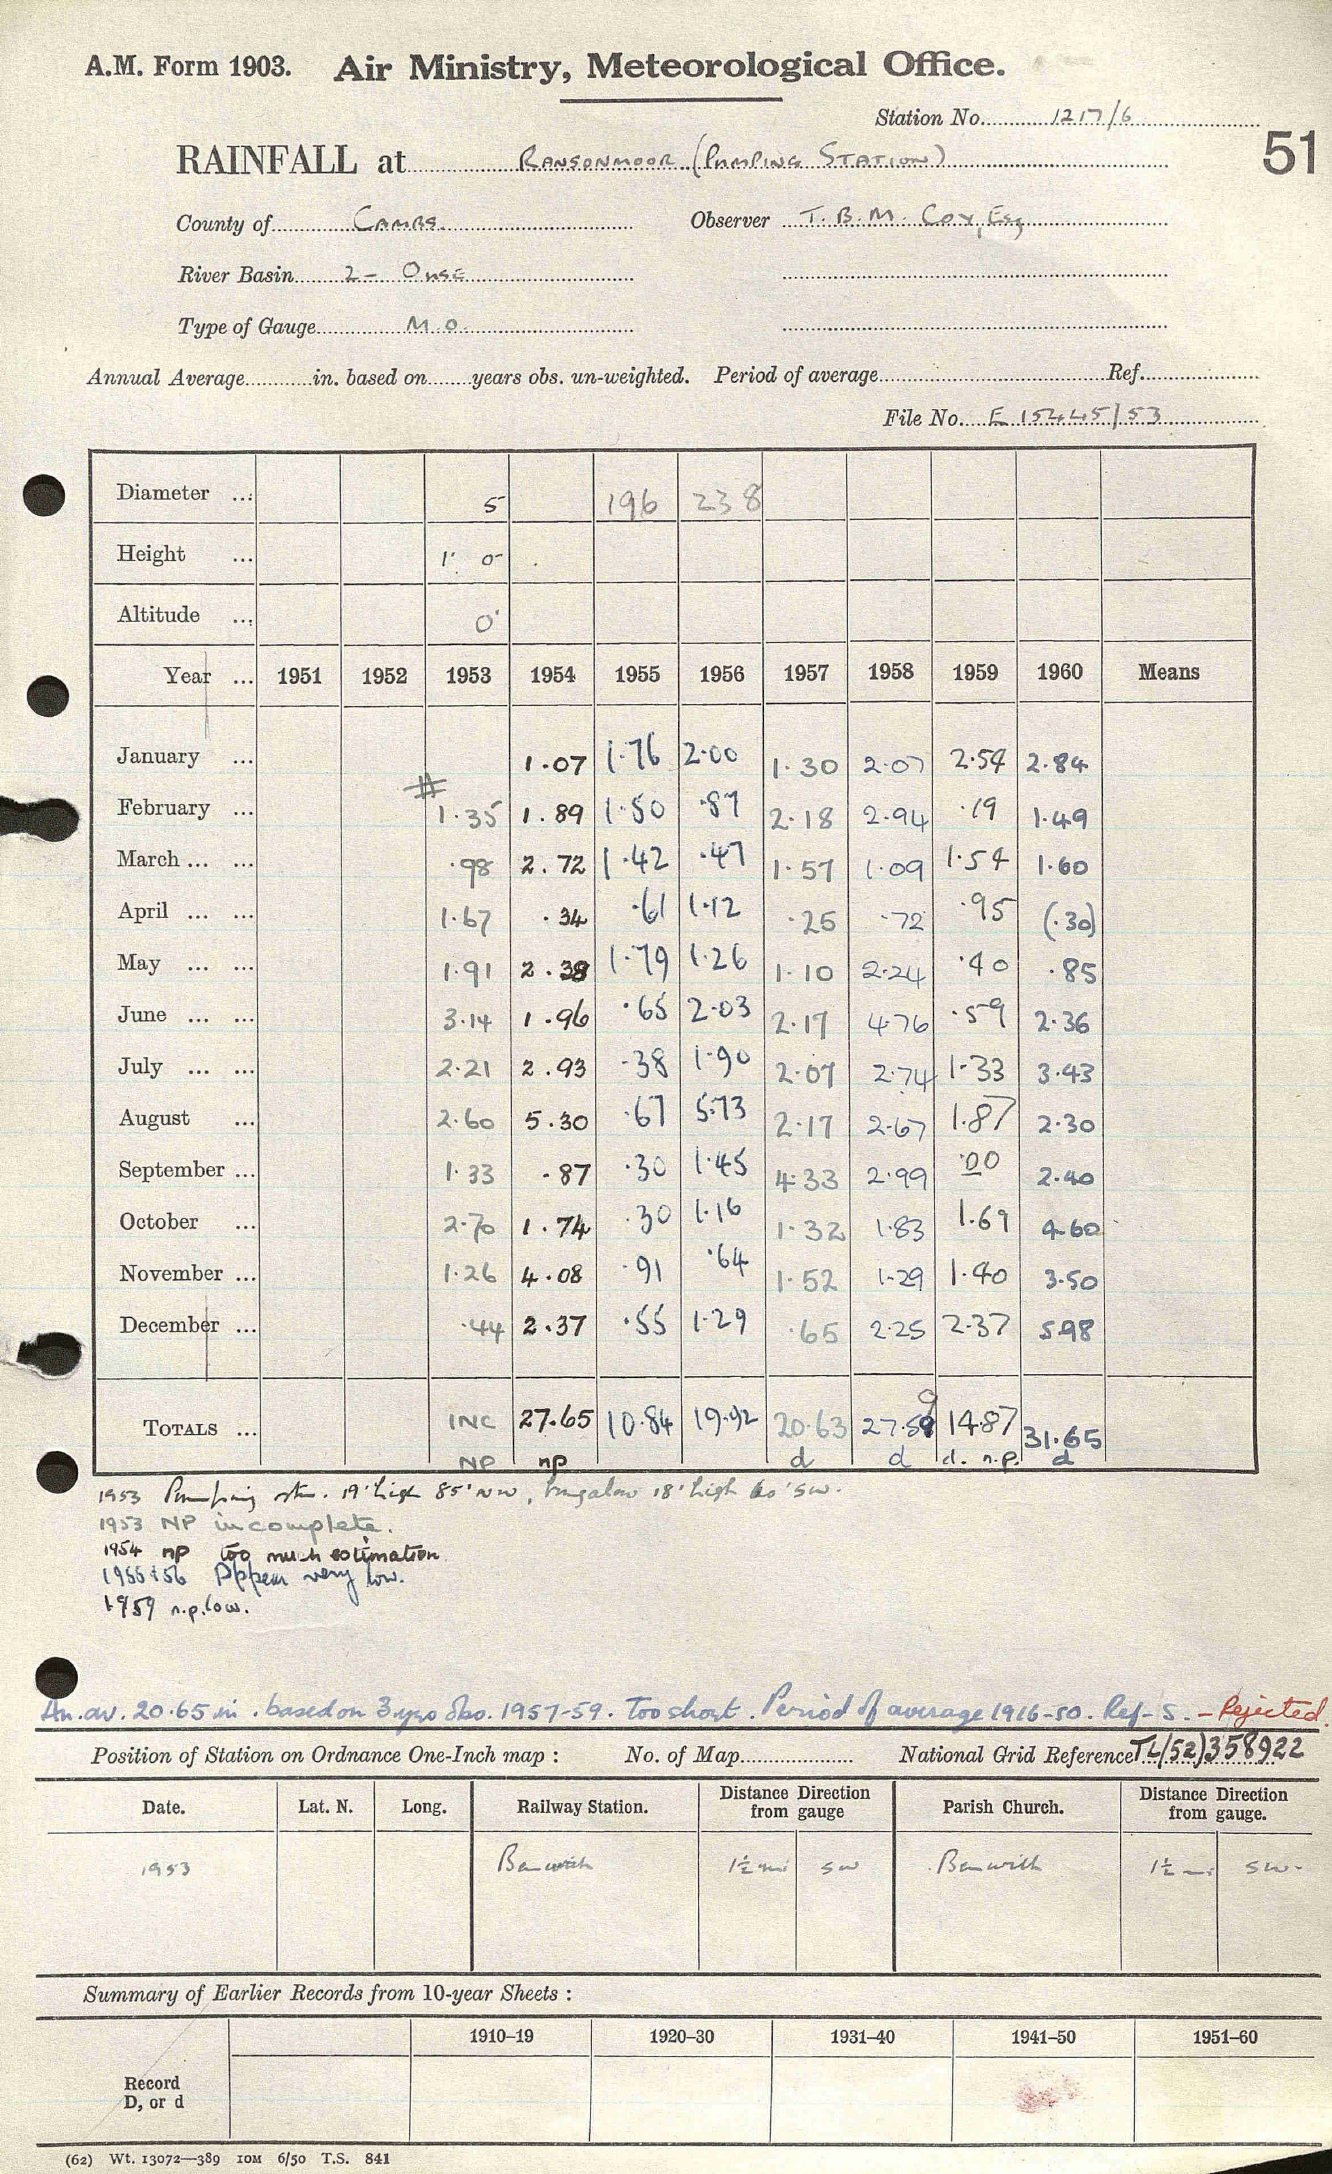 A.M. Form 1903. Air Ministry, Meteorological Office.
Station No. 1217/6
51
RAINFALL at RANSONMOOR (PUMPING STATION)
County of CAMBS. Observer T. B. M. Cox, Esq
River Basin 2 - OUSE
Type of Gauge M.O.
Annual Average in. based on years obs. un-weighted. Period of average Ref.
File No. E 15445/53
Diameter ... 5 196 238
Height ... 1' 0"
Altitude ... 0'
Year ... 1951 1952 1953 1954 1955 1956 1957 1958 1959 1960 Means
January ... 1.07 1.76 2.00 1.30 2.07 2.54 2.84
February ... # 1.35 1.89 1.50 .87 2.18 2.94 .19 1.49
March ... ... .98 2.72 1.42 .47 1.57 1.09 1.54 1.60
April ... ... 1.67 .34 .61 1.12 .25 .72 .95 (.30)
May ... ... 1.91 2.38 1.79 1.26 1.10 2.24 .40 .85
June ... ... 3.14 1.96 .65 2.03 2.17 4.76 .59 2.36
July ... ... 2.21 2.93 .38 1.90 2.07 2.74 1.33 3.43
August ... 2.60 5.30 .67 5.73 2.17 2.67 1.87 2.30
September ... 1.33 .87 .30 1.45 4.33 2.99 .00 2.40
October ... 2.70 1.74 .30 1.16 1.32 1.83 1.69 4.60
November ... 1.26 4.08 .91 .64 1.52 1.29 1.40 3.50
December ... .44 2.37 .55 1.29 .65 2.25 2.37 5.98
TOTALS ... INC 27.65 10.84 19.92 20.63 27.59 14.87 31.65
NP np d d d. n.p. d
1953 Pumping stn. 19' high 85' NW, bungalow 18' high 60' SW.
1953 NP incomplete.
1954 np too much estimation
1955 & 56 Appear very low.
1959 n.p. low.
An. av. 20.65 in. based on 3 yrs obs. 1957-59. Too short. Period of average 1916-50. Ref- S. - Rejected.
Position of Station on Ordnance One-Inch map : No. of Map National Grid Reference TL(52)358922
Date. Lat. N. Long. Railway Station. Distance Direction from gauge Parish Church. Distance Direction from gauge.
1953 Benwick 1½ mi SW Benwick 1½ mi SW.
Summary of Earlier Records from 10-year Sheets :
1910–19 1920–30 1931–40 1941–50 1951–60
Record
D, or d
(62) Wt. 13072—389 10M 6/50 T.S. 841